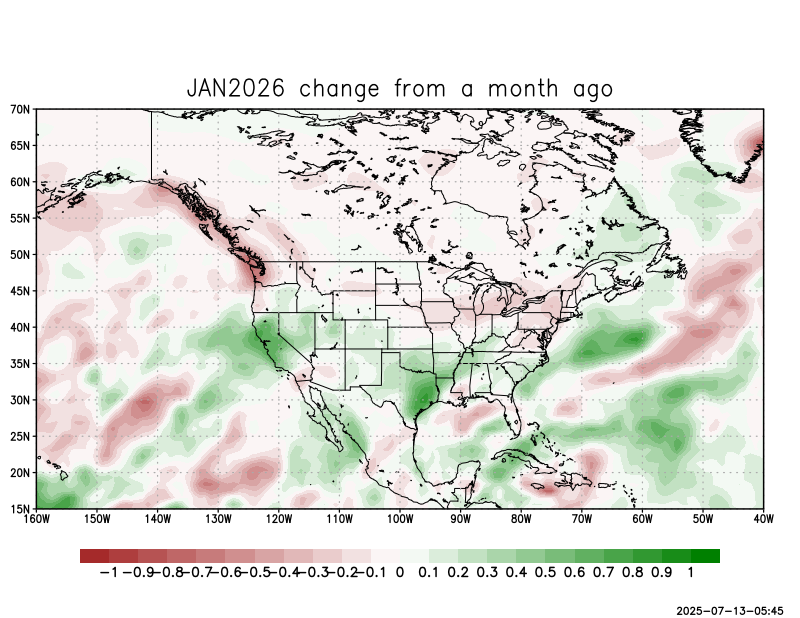 JAN2026 change from a month ago
70N
65N
60N
55N
50N
45N
40N
35N
30N
25N
20N
15N
160W 150W 140W 130W 120W 110W 100W 90W 80W 70W 60W 50W 40W
-1 -0.9 -0.8 -0.7 -0.6 -0.5 -0.4 -0.3 -0.2 -0.1 0 0.1 0.2 0.3 0.4 0.5 0.6 0.7 0.8 0.9 1
2025-07-13-05:45